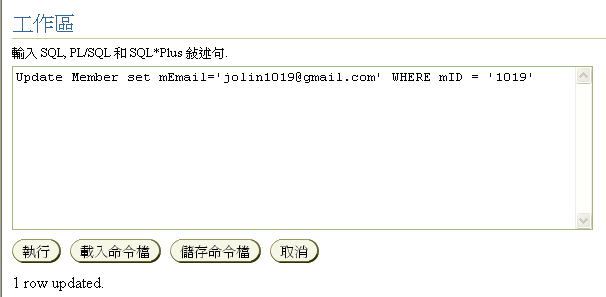 工作區
輸入 SQL, PL/SQL 和 SQL*Plus 敘述句.
Update Member set mEmail='jolin1019@gmail.com' WHERE mID = '1019'
執行 載入命令檔 儲存命令檔 取消
1 row updated.